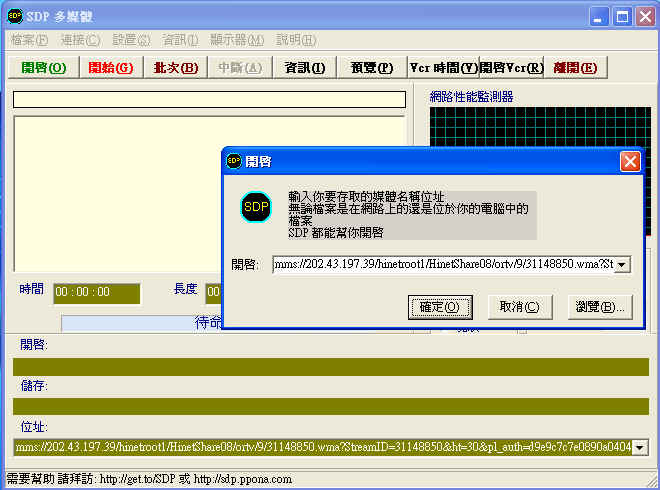 SDP 多媒體
檔案(F) 連接(C) 設置(S) 資訊(I) 顯示器(M) 說明(H)
開啓(O) 開始(G) 批次(B) 中斷(A) 資訊(I) 預覽(P) Vcr 時間(Y) 開啓Vcr(R) 離開(E)
網路性能監測器
SDP 開啓
SDP
輸入你要存取的媒體名稱位址
無論檔案是在網路上的還是位於你的電腦中的
檔案
SDP 都能幫你開啓
開啓:
mms://202.43.197.39/hinetroot1/HinetShare08/ortv/9/31148850.wma?St
確定(O) 取消(C) 瀏覽(B)...
時間 00 : 00 : 00 長度 00
待命
開啓:
儲存:
位址:
mms://202.43.197.39/hinetroot1/HinetShare08/ortv/9/31148850.wma?StreamID=31148850&ht=30&pl_auth=d9e9c7c7e0890a0404
需要幫助 請拜訪: http://get.to/SDP 或 http://sdp.ppona.com